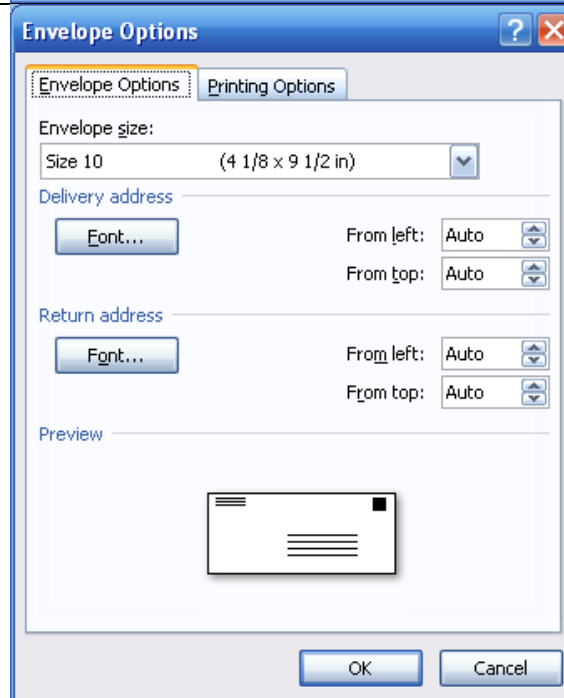 Envelope Options
?
Envelope Options Printing Options
Envelope size:
Size 10 (4 1/8 x 9 1/2 in)
Delivery address
Font... From left: Auto
From top: Auto
Return address
Font... From left: Auto
From top: Auto
Preview
OK Cancel